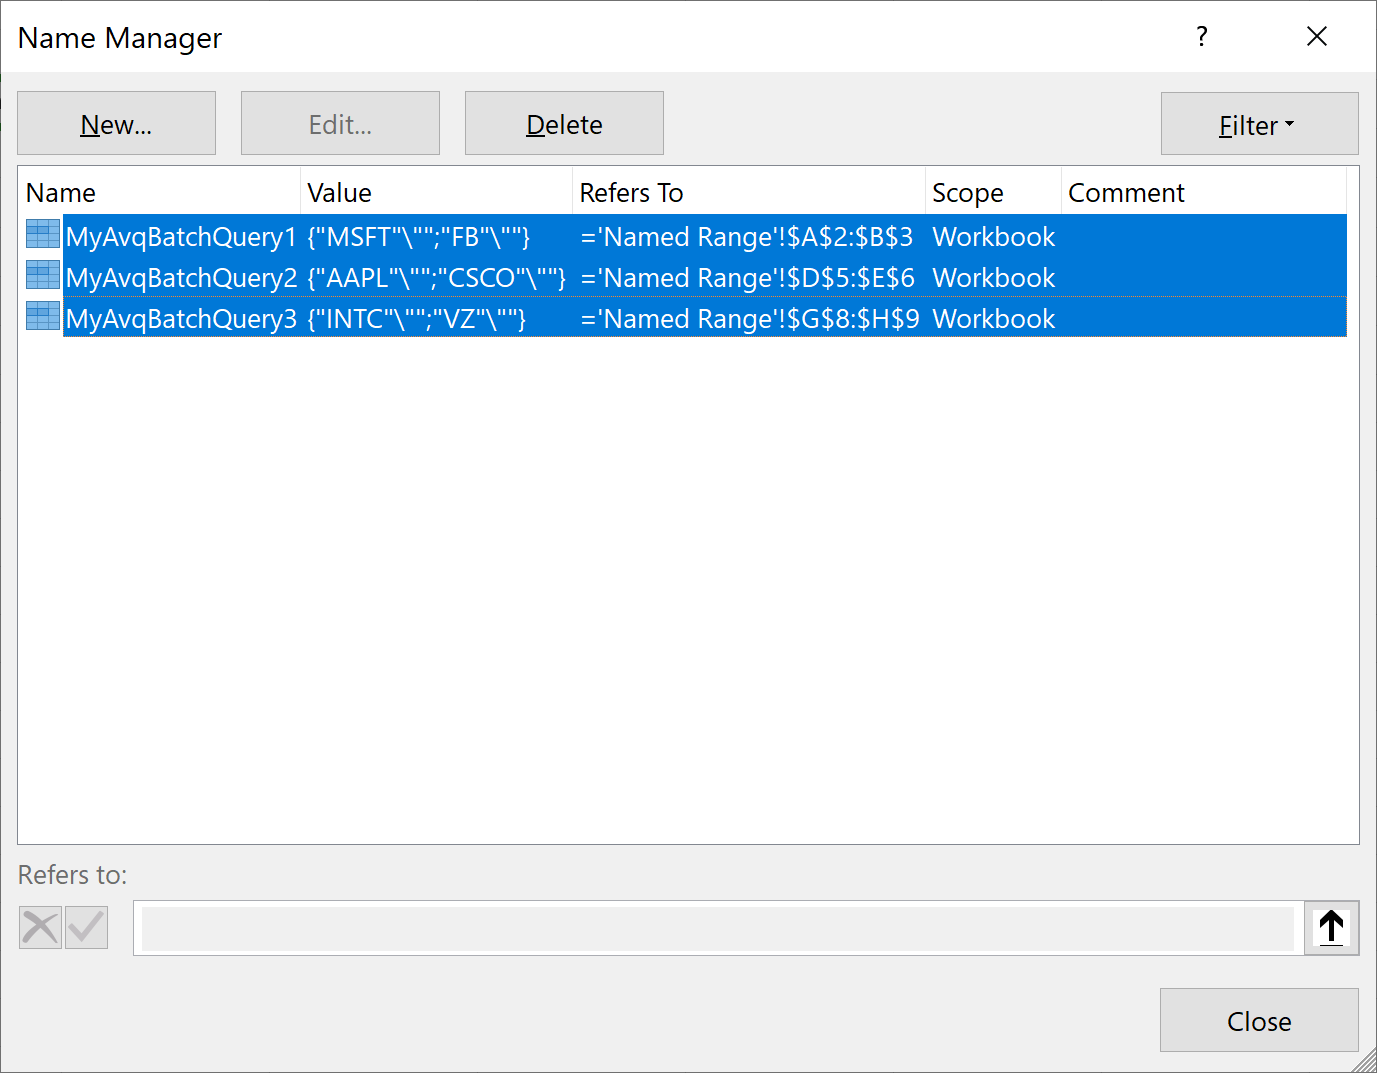 Name Manager ?
New... Edit... Delete Filter
Name Value Refers To Scope Comment
MyAvqBatchQuery1 {"MSFT"\"";"FB"\""} ='Named Range'!$A$2:$B$3 Workbook
MyAvqBatchQuery2 {"AAPL"\"";"CSCO"\""} ='Named Range'!$D$5:$E$6 Workbook
MyAvqBatchQuery3 {"INTC"\"";"VZ"\""} ='Named Range'!$G$8:$H$9 Workbook
Refers to:
Close